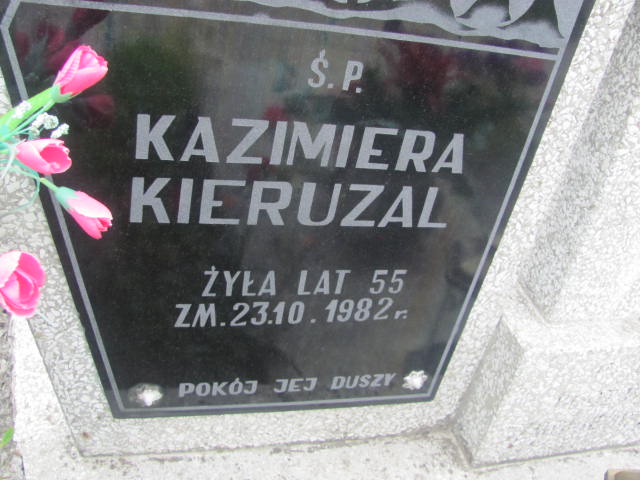 Ś.P.
KAZIMIERA
KIERUZAL
ŻYŁA LAT 55
ZM. 23.10.1982 r.
POKÓJ JEJ DUSZY